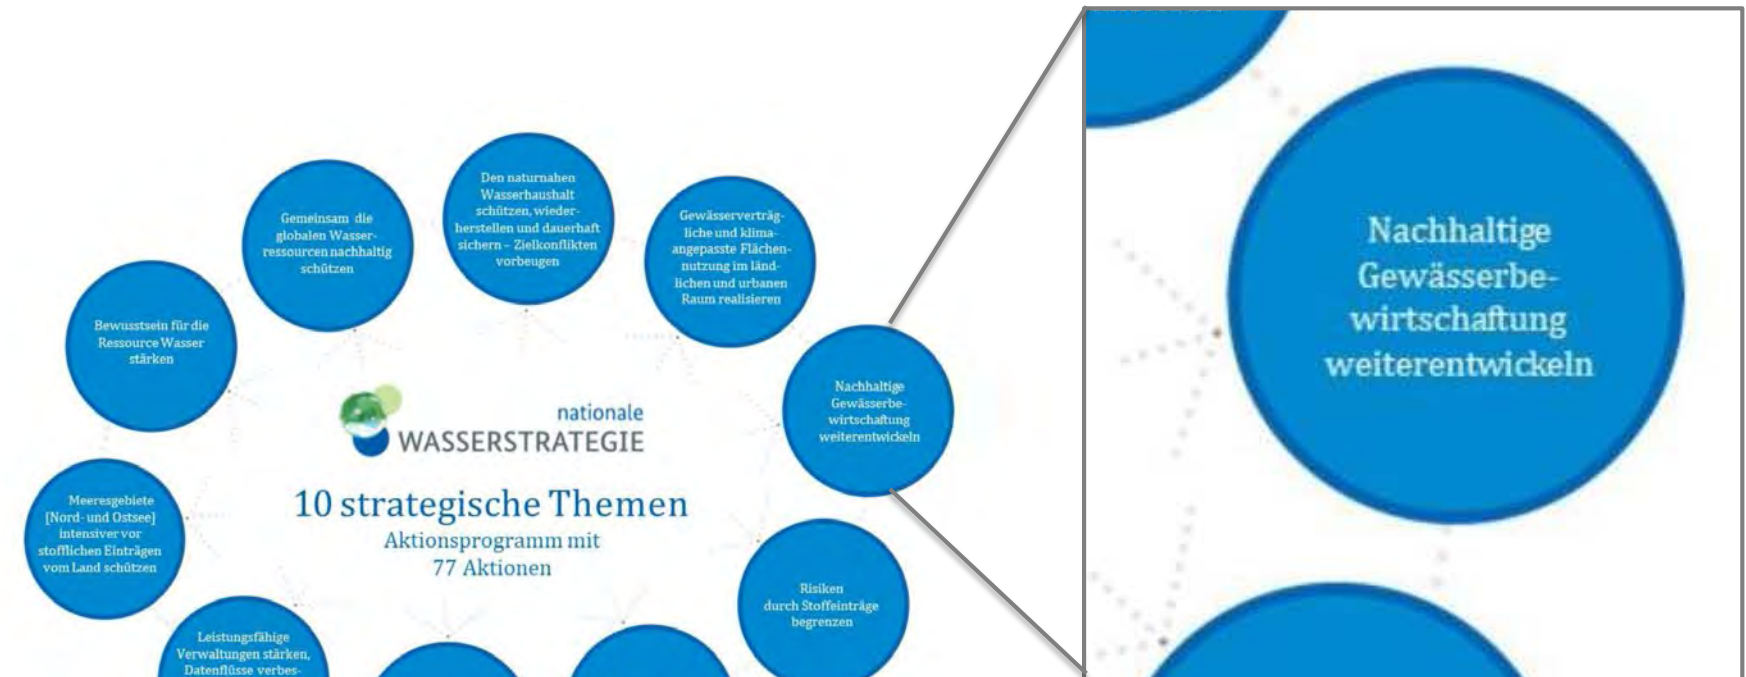 Den naturnahen
Wasserhaushalt
schützen, wieder-
herstellen und dauerhaft
sichern – Zielkonflikten
vorbeugen
Gemeinsam die
globalen Wasser-
ressourcen nachhaltig
schützen
Gewässerverträg-
liche und klima-
angepasste Flächen-
nutzung im länd-
lichen und urbanen
Raum realisieren
Bewusstsein für die
Ressource Wasser
stärken
Nachhaltige
Gewässerbe-
wirtschaftung
weiterentwickeln
nationale
WASSERSTRATEGIE
10 strategische Themen
Aktionsprogramm mit
77 Aktionen
Meeresgebiete
[Nord- und Ostsee]
intensiver vor
stofflichen Einträgen
vom Land schützen
Risiken
durch Stoffeinträge
begrenzen
Leistungsfähige
Verwaltungen stärken,
Datenflüsse verbes-
Nachhaltige
Gewässerbe-
wirtschaftung
weiterentwickeln